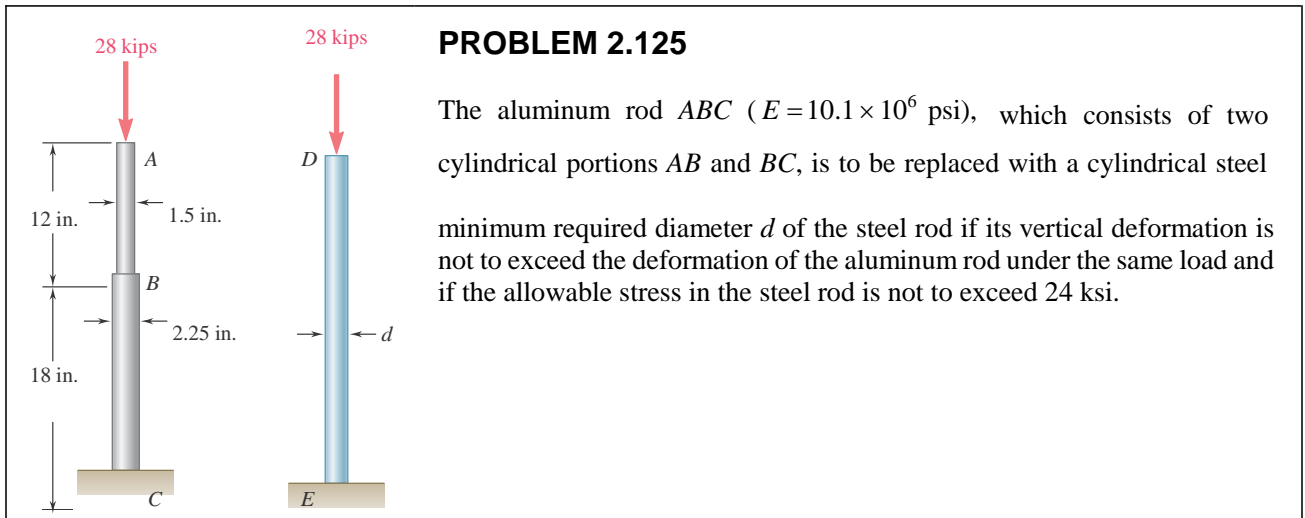 28 kips
28 kips
A
D
12 in.
1.5 in.
B
2.25 in.
d
18 in.
C
E
PROBLEM 2.125
The aluminum rod ABC ( E = 10.1 × 10⁶ psi), which consists of two
cylindrical portions AB and BC, is to be replaced with a cylindrical steel
minimum required diameter d of the steel rod if its vertical deformation is
not to exceed the deformation of the aluminum rod under the same load and
if the allowable stress in the steel rod is not to exceed 24 ksi.